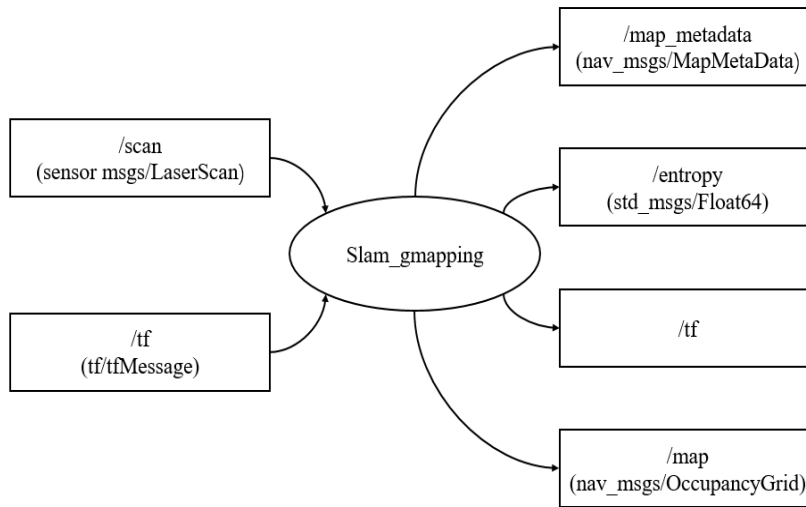 /map_metadata
(nav_msgs/MapMetaData)
/scan
(sensor msgs/LaserScan)
/entropy
(std_msgs/Float64)
Slam_gmapping
/tf
(tf/tfMessage)
/tf
/map
(nav_msgs/OccupancyGrid)